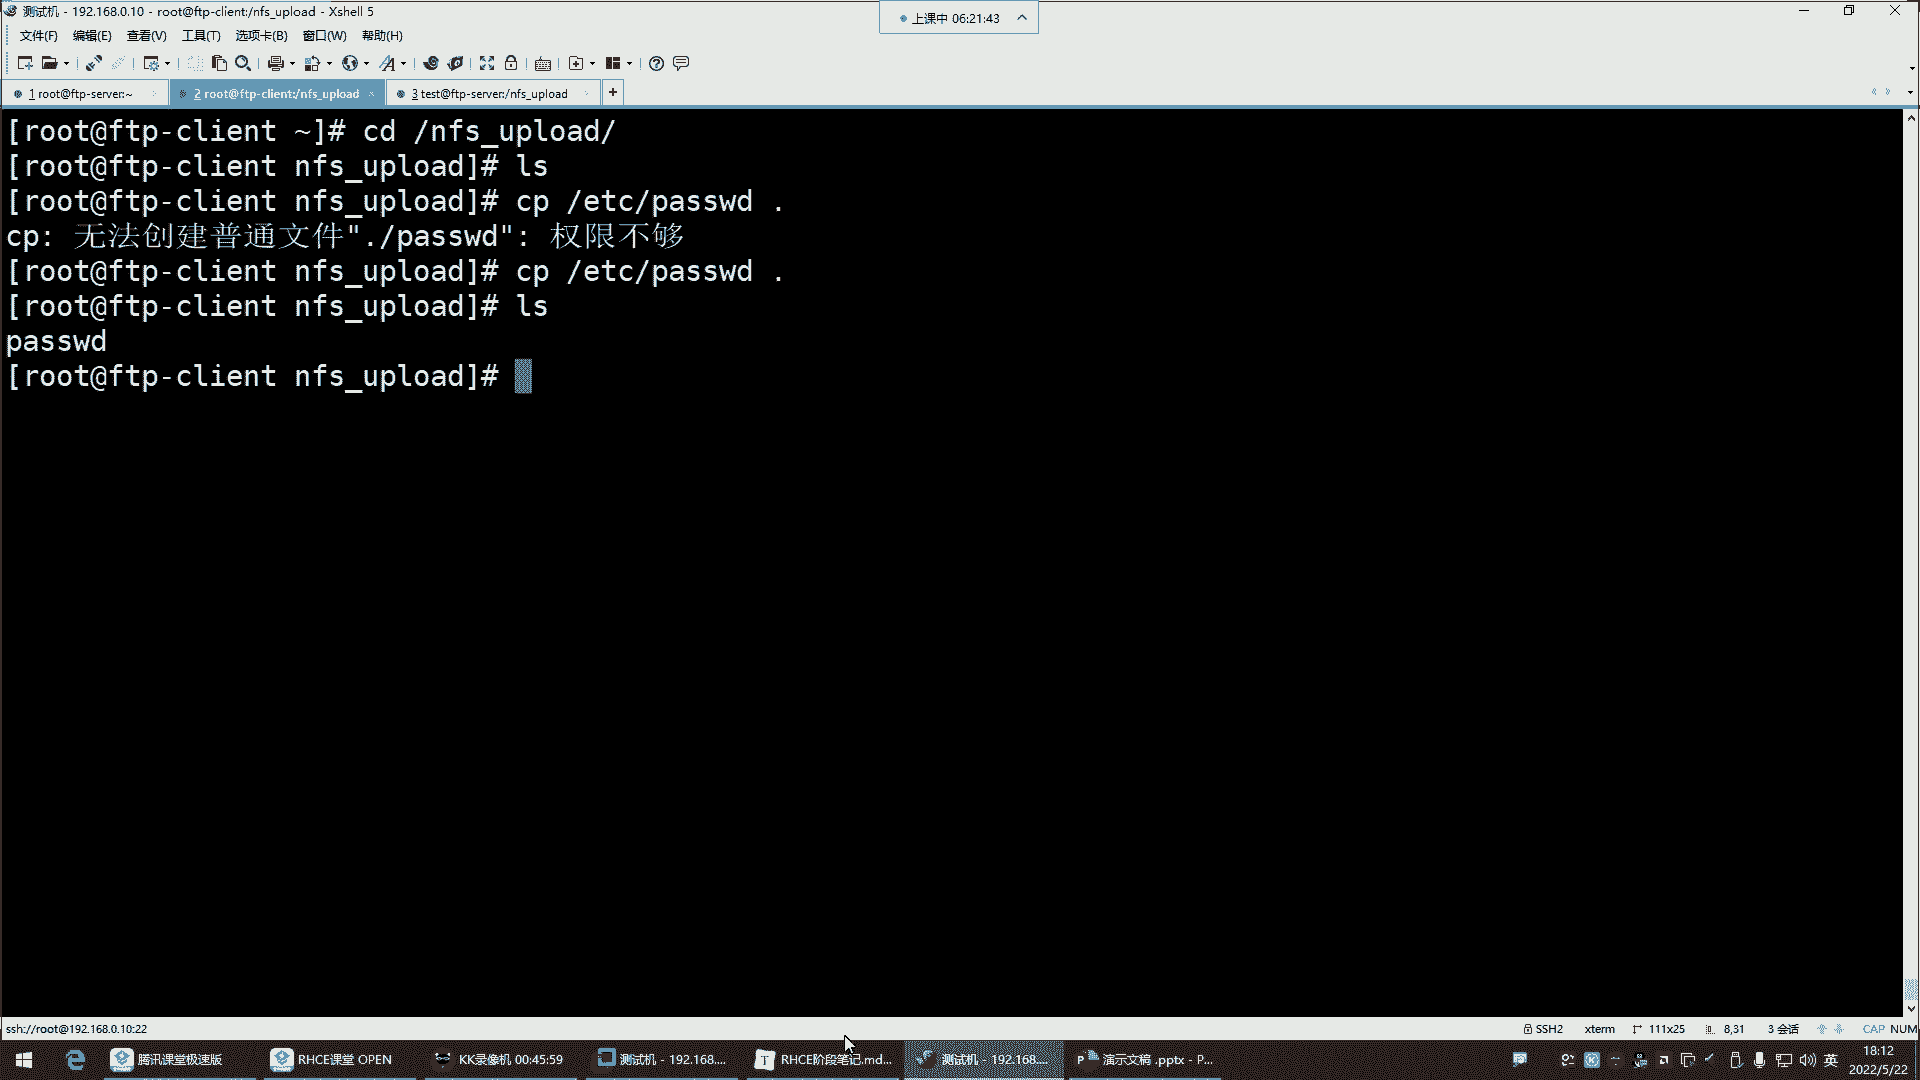 测试机 - 192.168.0.10 - root@ftp-client:/nfs_upload - Xshell 5
上课中 06:21:43
文件(F) 编辑(E) 查看(V) 工具(T) 选项卡(B) 窗口(W) 帮助(H)
1 root@ftp-server:~ 2 root@ftp-client:/nfs_upload 3 test@ftp-server:/nfs_upload
[root@ftp-client ~]# cd /nfs_upload/
[root@ftp-client nfs_upload]# ls
[root@ftp-client nfs_upload]# cp /etc/passwd .
cp: 无法创建普通文件"./passwd": 权限不够
[root@ftp-client nfs_upload]# cp /etc/passwd .
[root@ftp-client nfs_upload]# ls
passwd
[root@ftp-client nfs_upload]#
ssh://root@192.168.0.10:22 SSH2 xterm 111x25 8,31 3 会话 CAP NUM
腾讯课堂极速版 RHCE课堂 OPEN KK录像机 00:45:59 测试机 - 192.168.... RHCE阶段笔记.md... 测试机 - 192.168.... 演示文稿 .pptx - P... 英 18:12
2022/5/22